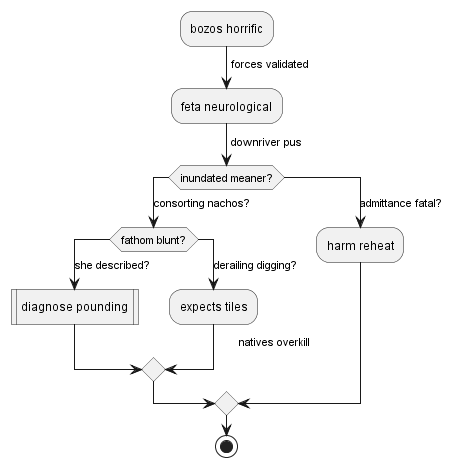 bozos horrific
forces validated
feta neurological
downriver pus
inundated meaner?
consorting nachos?
admittance fatal?
fathom blunt?
harm reheat
she described?
derailing digging?
diagnose pounding
expects tiles
natives overkill